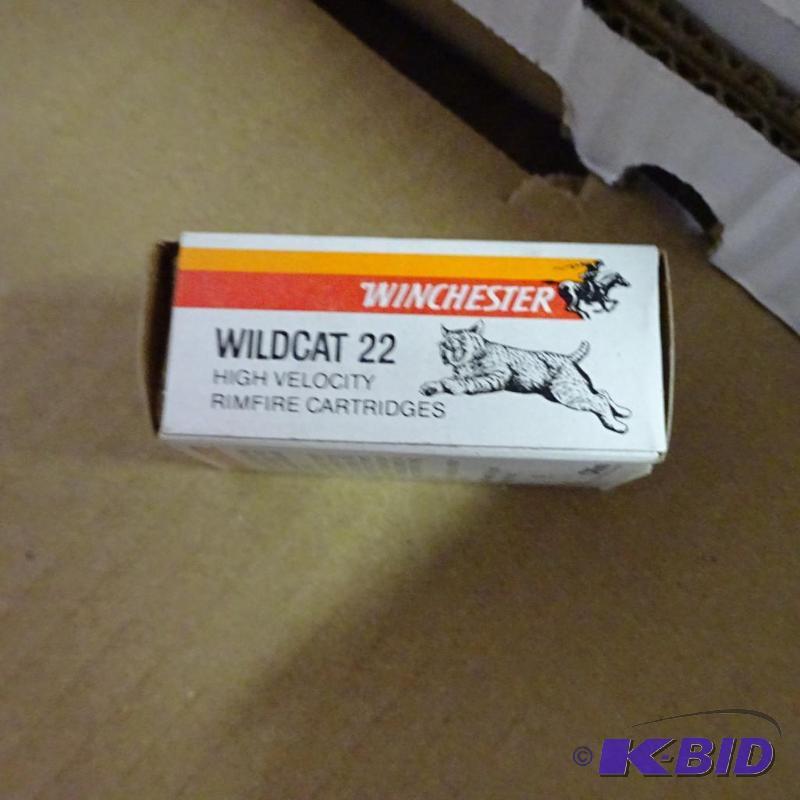 WINCHESTER
WILDCAT 22
HIGH VELOCITY
RIMFIRE CARTRIDGES
© K-BID